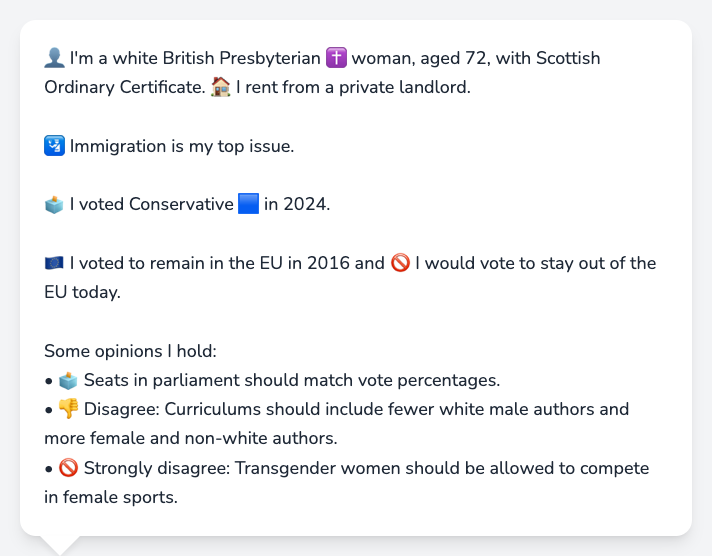 👤 I'm a white British Presbyterian ✝️ woman, aged 72, with Scottish
Ordinary Certificate. 🏠 I rent from a private landlord.
🛂 Immigration is my top issue.
🗳️ I voted Conservative 🟦 in 2024.
🇪🇺 I voted to remain in the EU in 2016 and 🚫 I would vote to stay out of the
EU today.
Some opinions I hold:
• 🗳️ Seats in parliament should match vote percentages.
• 👎 Disagree: Curriculums should include fewer white male authors and
more female and non-white authors.
• 🚫 Strongly disagree: Transgender women should be allowed to compete
in female sports.